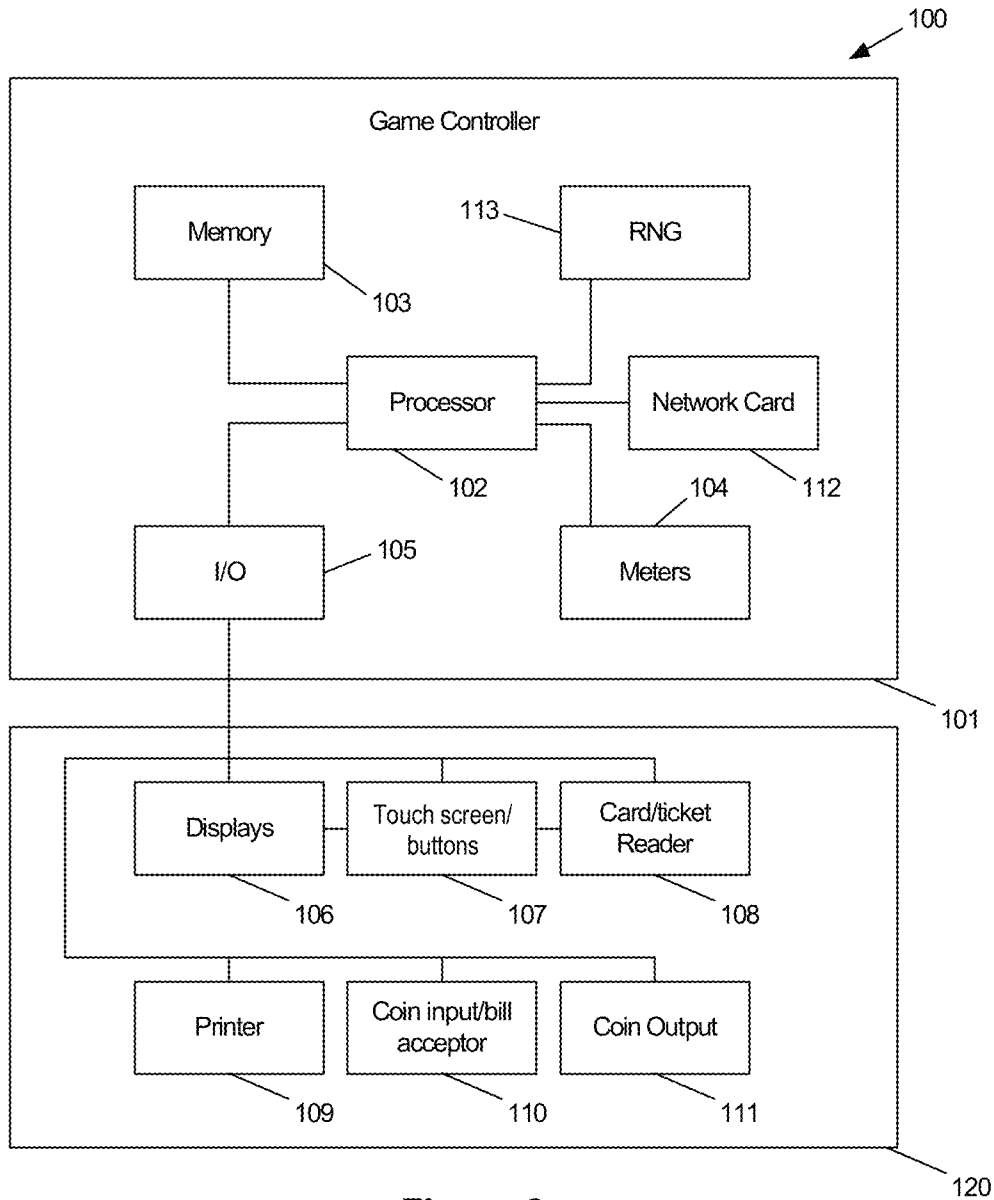 100
Game Controller
Memory
113
RNG
103
Processor
Network Card
102
104
112
I/O
105
Meters
101
Displays
Touch screen/
buttons
Card/ticket
Reader
106
107
108
Printer
Coin input/bill
acceptor
Coin Output
109
110
111
120